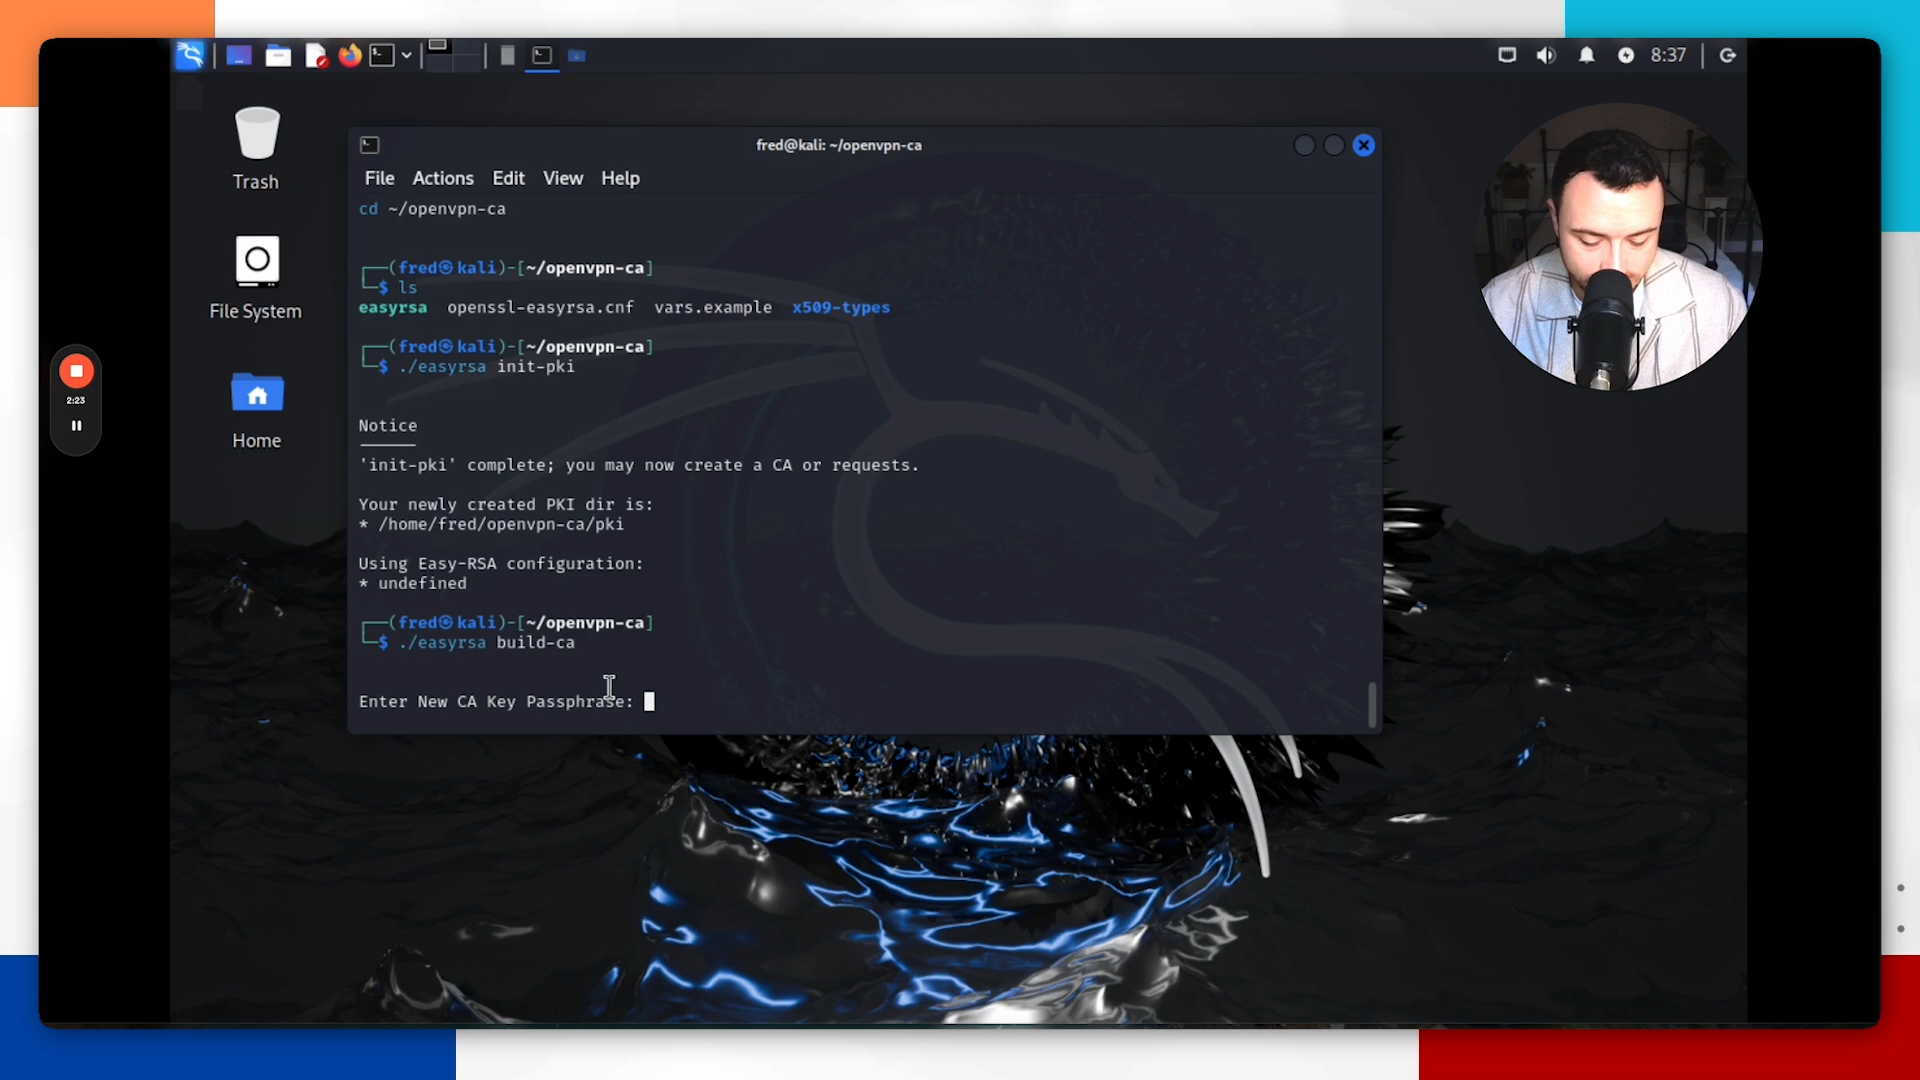 8:37
Trash
File System
Home
2:23
fred@kali: ~/openvpn-ca
File Actions Edit View Help
cd ~/openvpn-ca
┌──(fred㉿kali)-[~/openvpn-ca]
└─$ ls
easyrsa openssl-easyrsa.cnf vars.example x509-types
┌──(fred㉿kali)-[~/openvpn-ca]
└─$ ./easyrsa init-pki
Notice
------
'init-pki' complete; you may now create a CA or requests.
Your newly created PKI dir is:
* /home/fred/openvpn-ca/pki
Using Easy-RSA configuration:
* undefined
┌──(fred㉿kali)-[~/openvpn-ca]
└─$ ./easyrsa build-ca
Enter New CA Key Passphrase: